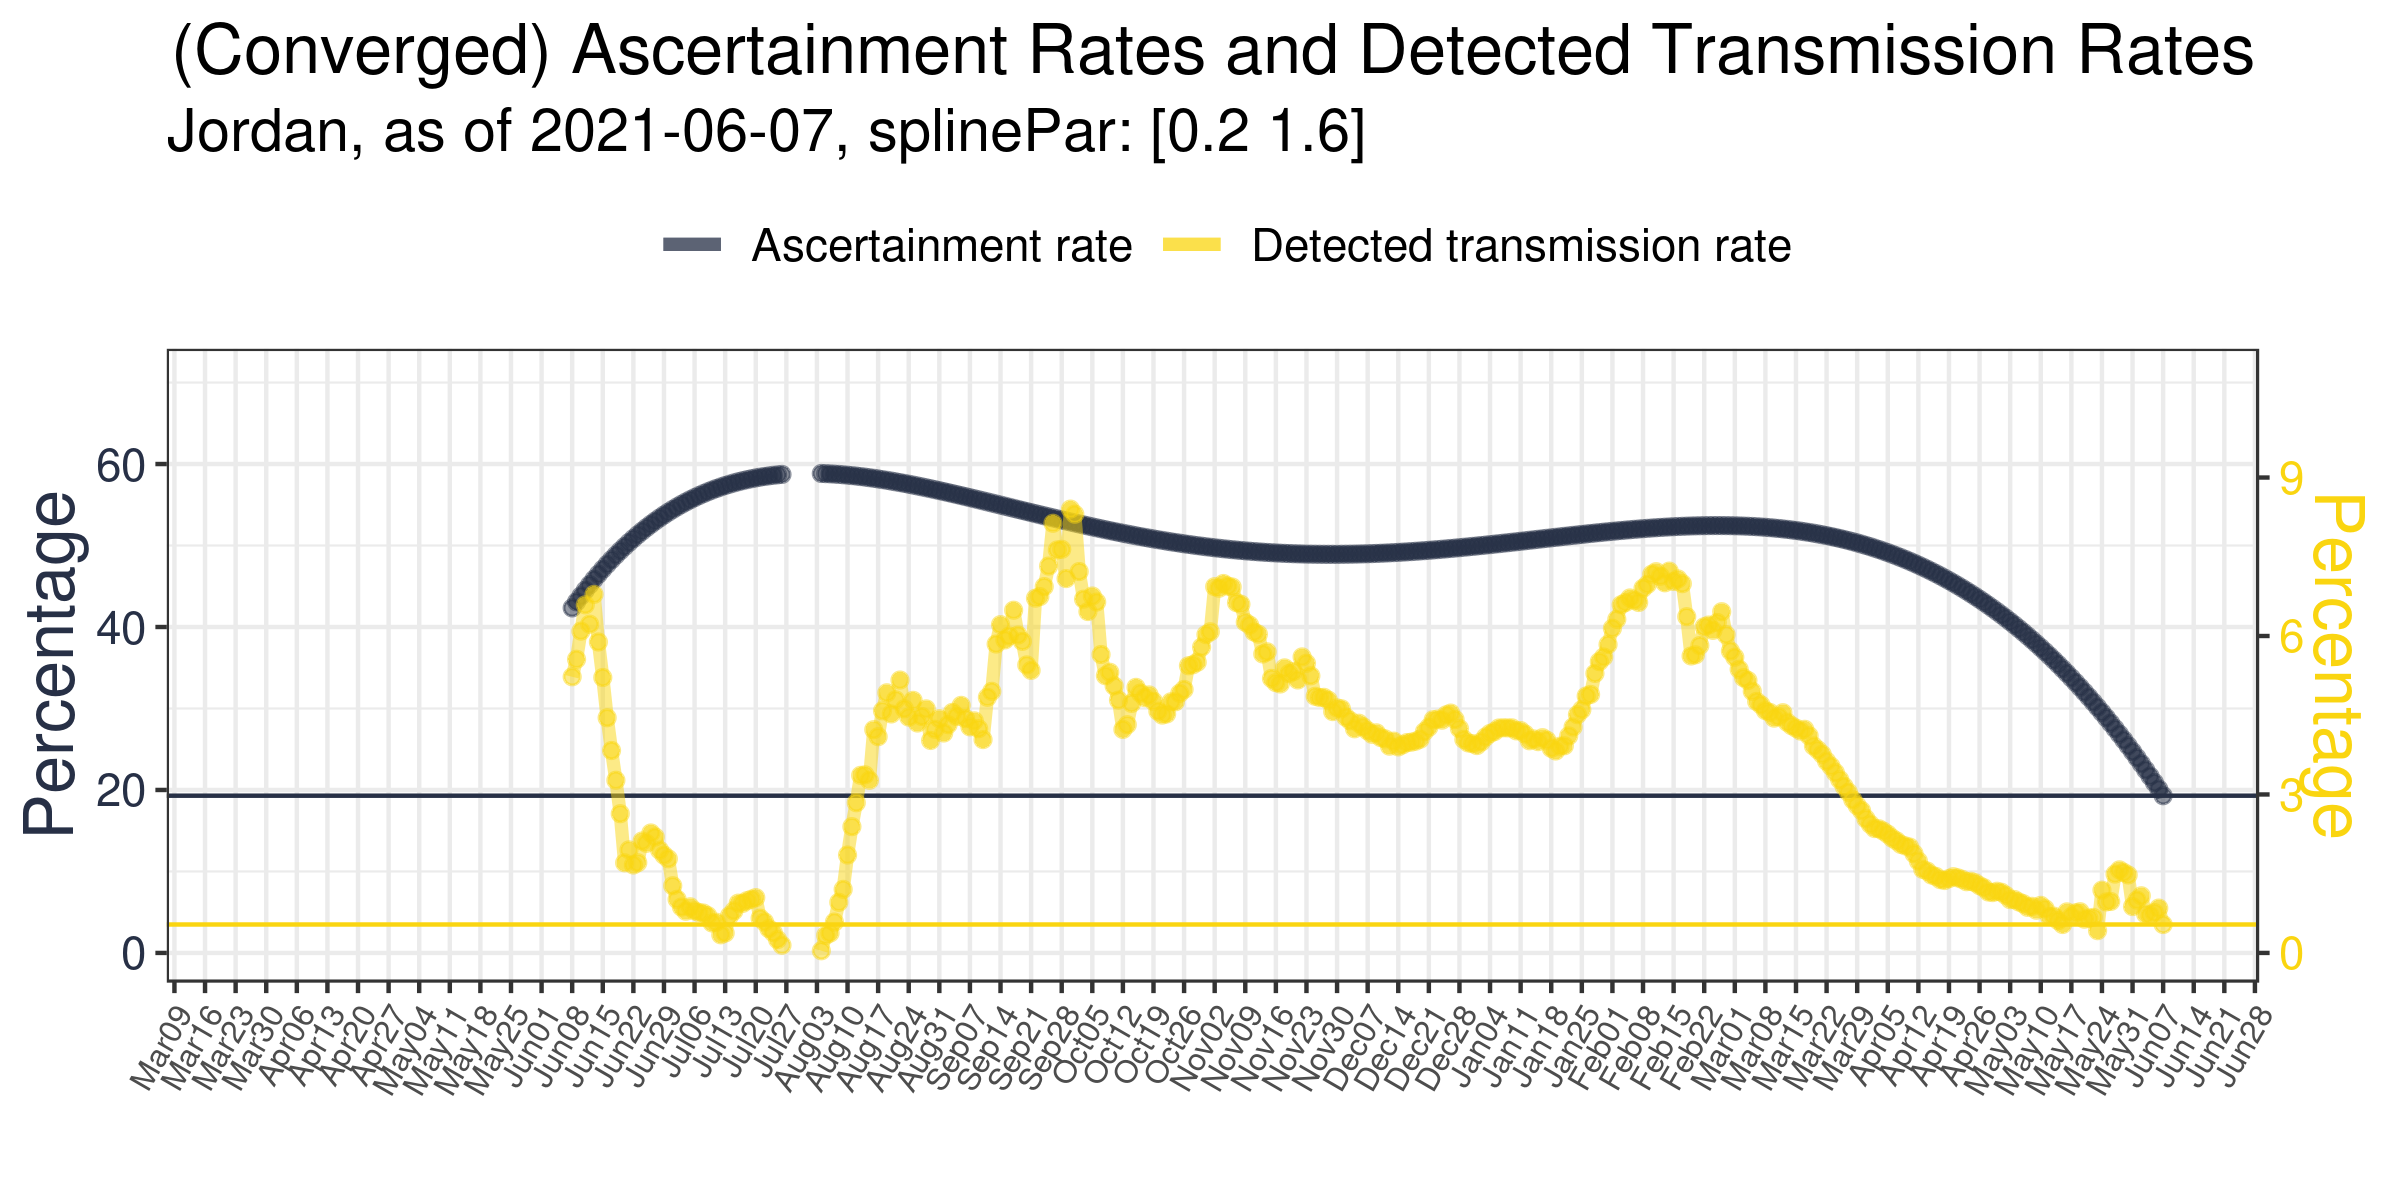 (Converged) Ascertainment Rates and Detected Transmission Rates
Jordan, as of 2021-06-07, splinePar: [0.2 1.6]
Ascertainment rate
Detected transmission rate
Percentage
60
40
20
0
9
6
3
0
Percentage
Mar09
Mar16
Mar23
Mar30
Apr06
Apr13
Apr20
Apr27
May04
May11
May18
May25
Jun01
Jun08
Jun15
Jun22
Jun29
Jul06
Jul13
Jul20
Jul27
Aug03
Aug10
Aug17
Aug24
Aug31
Sep07
Sep14
Sep21
Sep28
Oct05
Oct12
Oct19
Oct26
Nov02
Nov09
Nov16
Nov23
Nov30
Dec07
Dec14
Dec21
Dec28
Jan04
Jan11
Jan18
Jan25
Feb01
Feb08
Feb15
Feb22
Mar01
Mar08
Mar15
Mar22
Mar29
Apr05
Apr12
Apr19
Apr26
May03
May10
May17
May24
May31
Jun07
Jun14
Jun21
Jun28